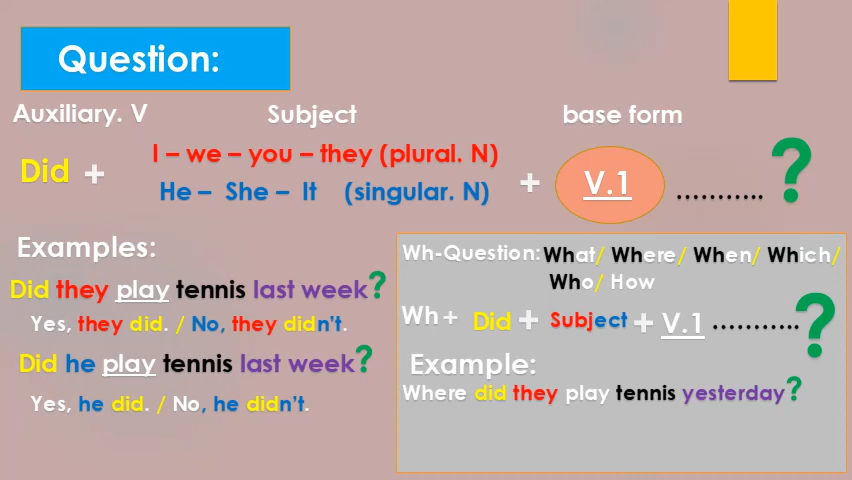 Question:
Auxiliary. V Subject base form
Did + I – we – you – they (plural. N)
He – She – It (singular. N) + V.1 ………... ?
Examples:
Did they play tennis last week?
Yes, they did. / No, they didn't.
Did he play tennis last week?
Yes, he did. / No, he didn't.
Wh-Question: What/ Where/ When/ Which/
Who/ How
Wh+ Did + Subject + V.1 ………... ?
Example:
Where did they play tennis yesterday?